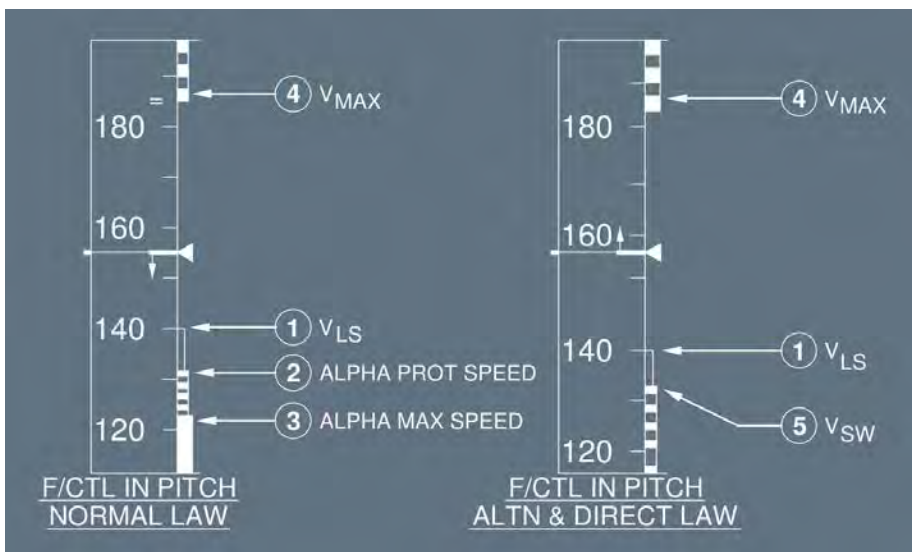 180
160
140
120
=
4 VMAX
1 VLS
2 ALPHA PROT SPEED
3 ALPHA MAX SPEED
F/CTL IN PITCH
NORMAL LAW
180
160
140
120
4 VMAX
1 VLS
5 VSW
F/CTL IN PITCH
ALTN & DIRECT LAW